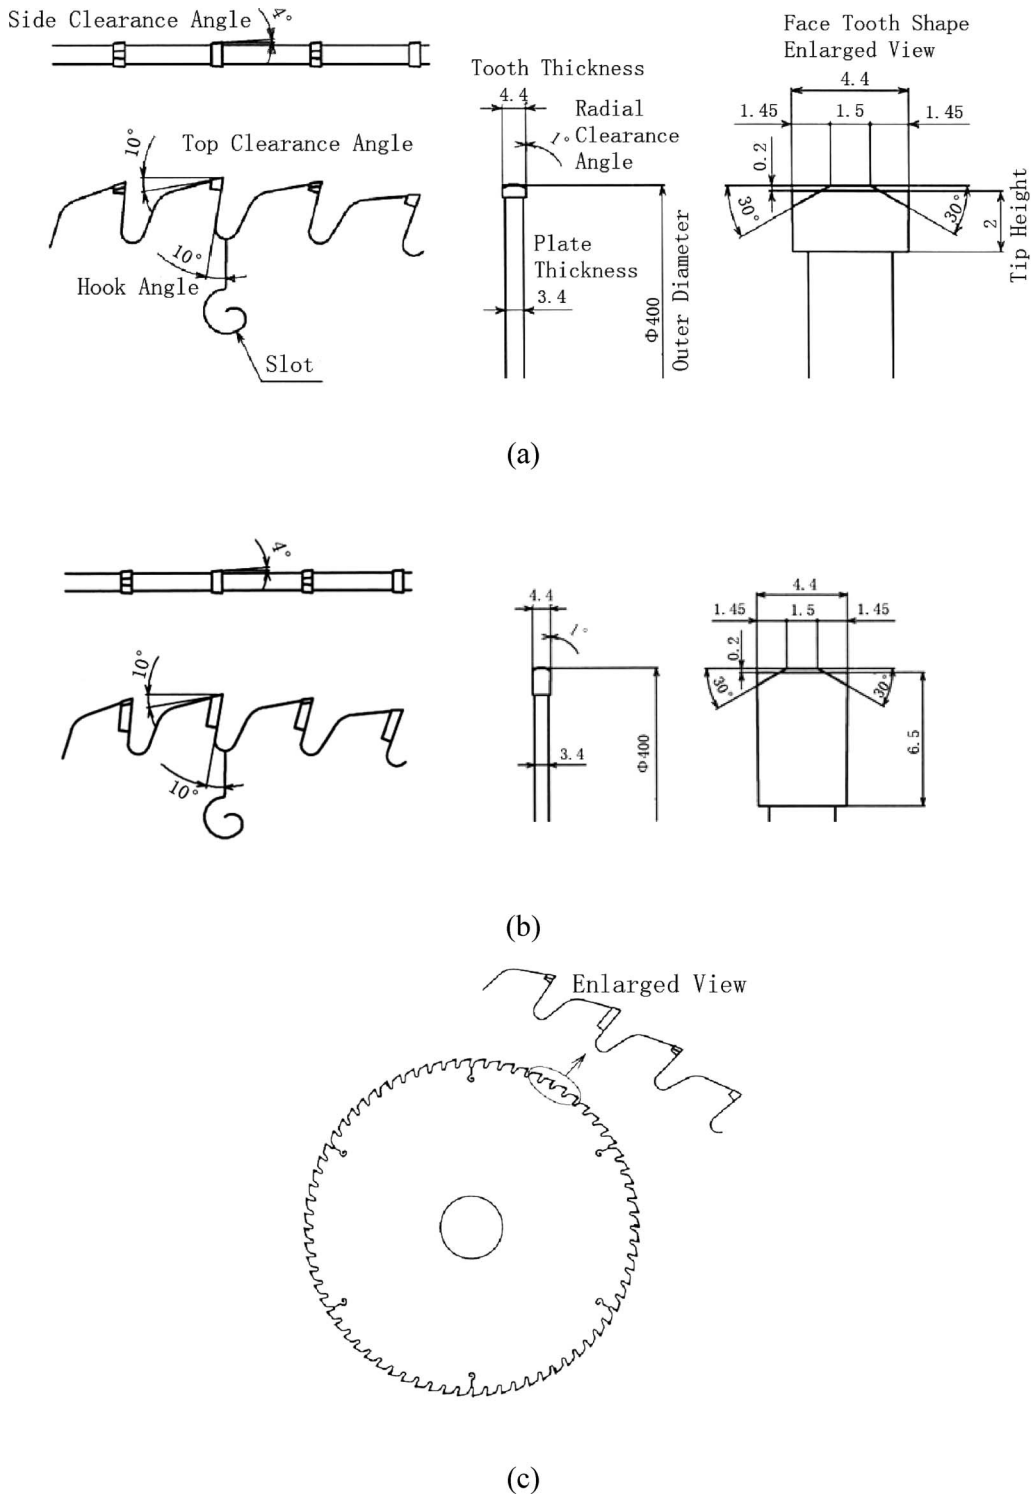 Side Clearance Angle
4°
Face Tooth Shape
Enlarged View
Tooth Thickness
4.4
4.4
Radial
Clearance
Angle
1°
1.45
1.5
1.45
10°
Top Clearance Angle
0.2
30°
30°
2
Tip Height
10°
Hook Angle
Plate
Thickness
3.4
Φ400
Outer Diameter
Slot
(a)
4°
4.4
4.4
1°
1.45
1.5
1.45
0.2
10°
30°
30°
10°
3.4
Φ400
6.5
(b)
Enlarged View
(c)